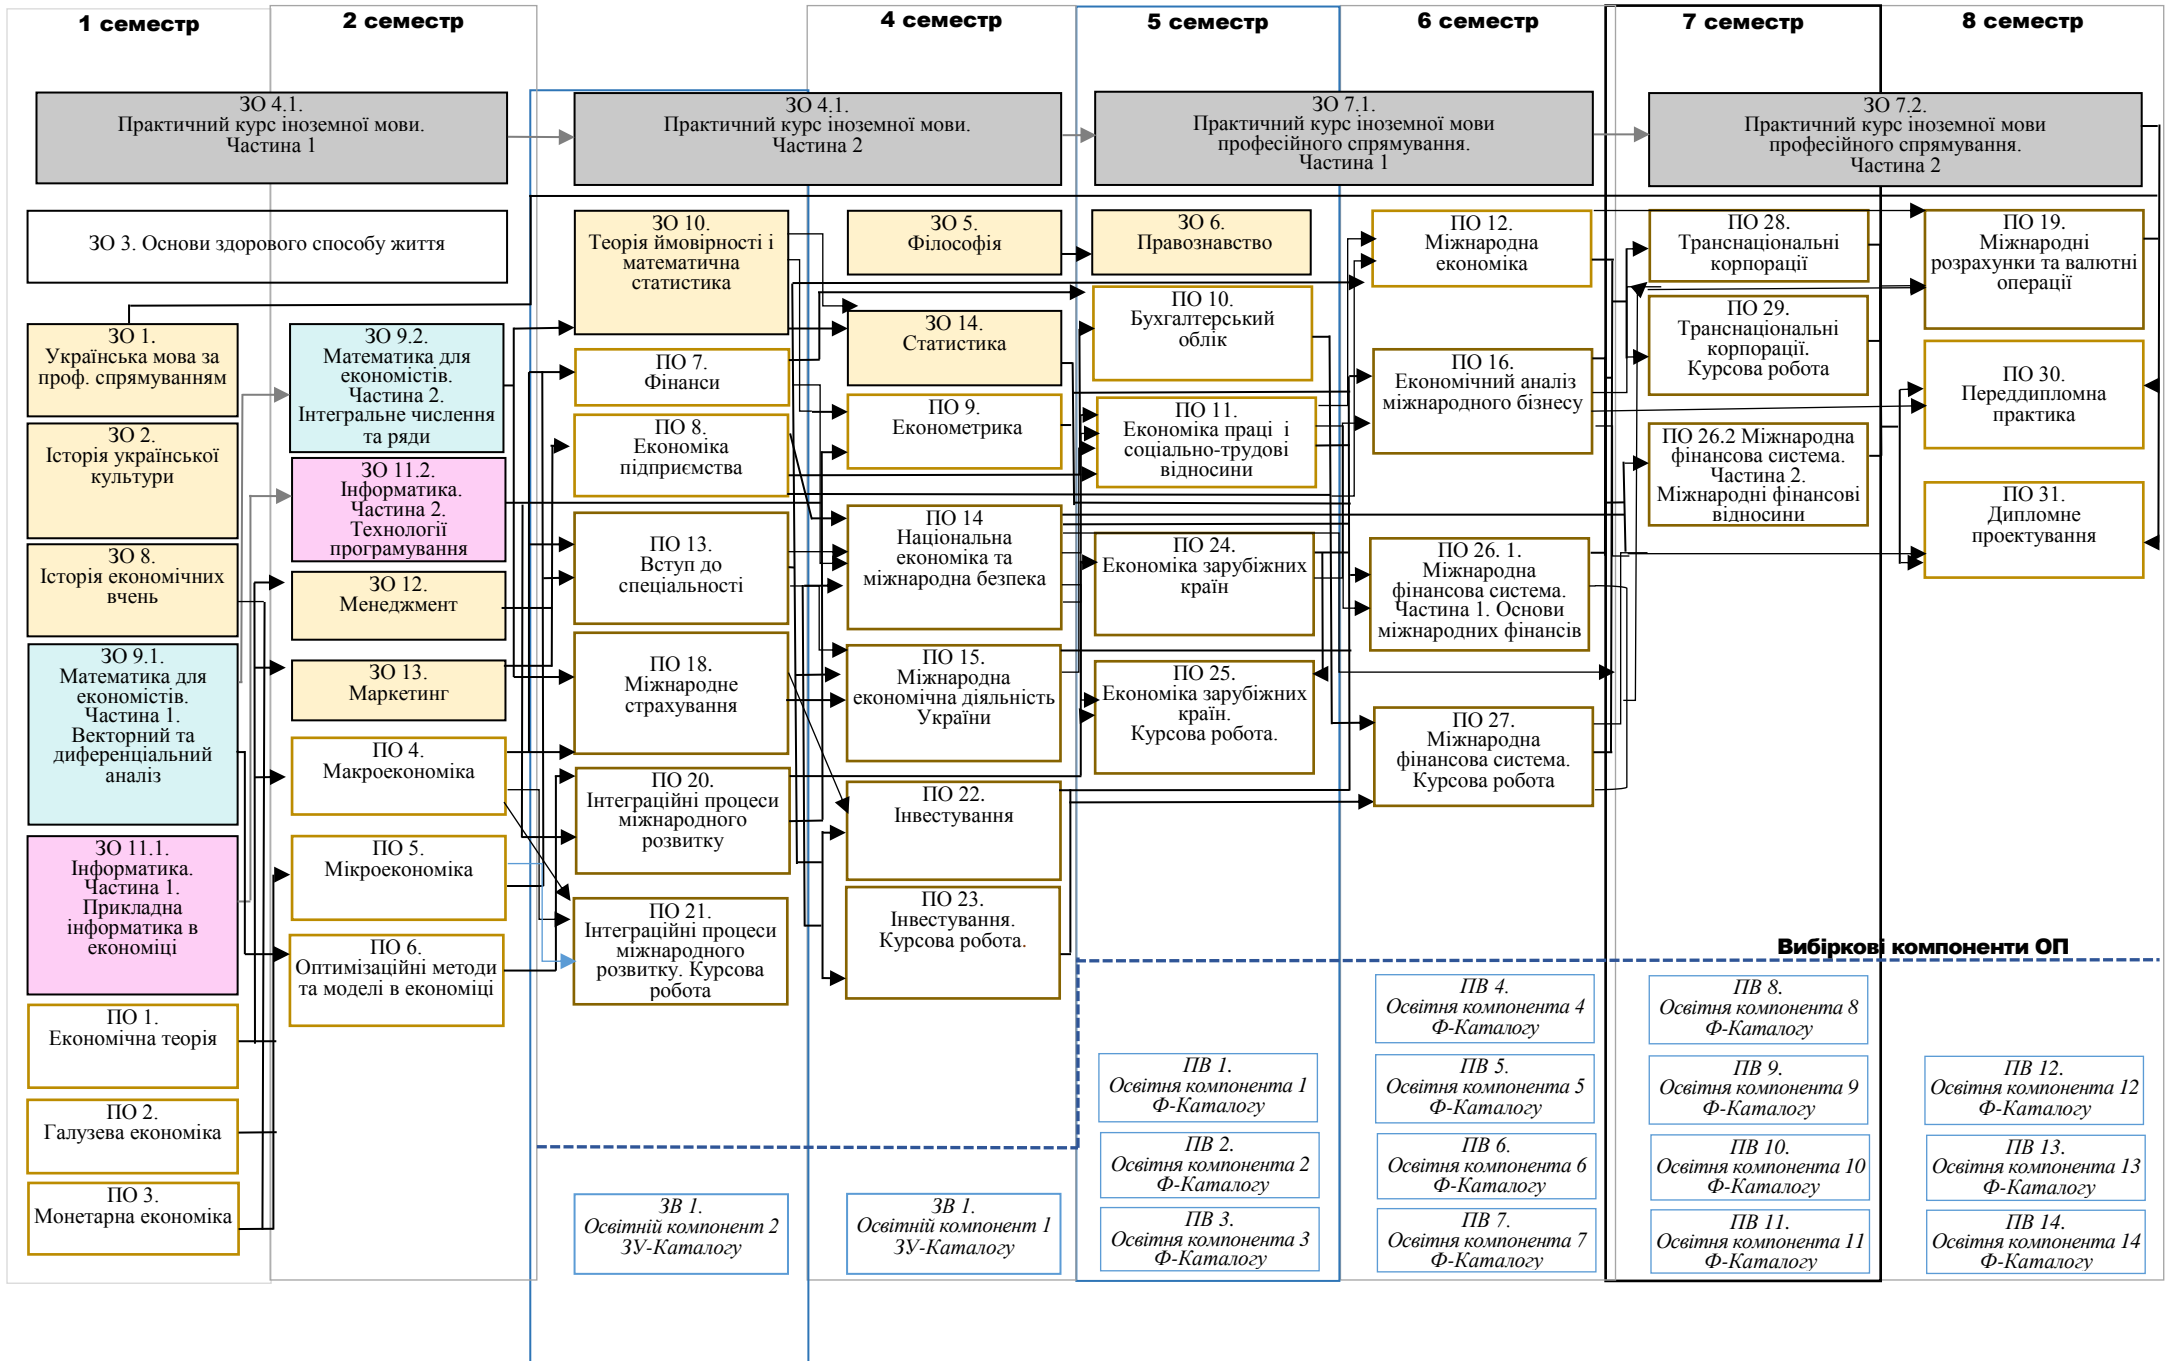 1 семестр
2 семестр
4 семестр
5 семестр
6 семестр
7 семестр
8 семестр
ЗО 4.1.
Практичний курс іноземної мови.
Частина 1
ЗО 4.1.
Практичний курс іноземної мови.
Частина 2
ЗО 7.1.
Практичний курс іноземної мови
професійного спрямування.
Частина 1
ЗО 7.2.
Практичний курс іноземної мови
професійного спрямування.
Частина 2
ЗО 3. Основи здорового способу життя
ЗО 1.
Українська мова за
проф. спрямуванням
ЗО 2.
Історія української
культури
ЗО 8.
Історія економічних
вчень
ЗО 9.1.
Математика для
економістів.
Частина 1.
Векторний та
диференціальний
аналіз
ЗО 11.1.
Інформатика.
Частина 1.
Прикладна
інформатика в
економіці
ПО 1.
Економічна теорія
ПО 2.
Галузева економіка
ПО 3.
Монетарна економіка
ЗО 9.2.
Математика для
економістів.
Частина 2.
Інтегральне числення
та ряди
ЗО 11.2.
Інформатика.
Частина 2.
Технології
програмування
ЗО 12.
Менеджмент
ЗО 13.
Маркетинг
ПО 4.
Макроекономіка
ПО 5.
Мікроекономіка
ПО 6.
Оптимізаційні методи
та моделі в економіці
ЗО 10.
Теорія ймовірності і
математична
статистика
ПО 7.
Фінанси
ПО 8.
Економіка
підприємства
ПО 13.
Вступ до
спеціальності
ПО 18.
Міжнародне
страхування
ПО 20.
Інтеграційні процеси
міжнародного
розвитку
ПО 21.
Інтеграційні процеси
міжнародного
розвитку. Курсова
робота
ЗВ 1.
Освітній компонент 2
ЗУ-Каталогу
ЗО 5.
Філософія
ЗО 14.
Статистика
ПО 9.
Економетрика
ПО 14
Національна
економіка та
міжнародна безпека
ПО 15.
Міжнародна
економічна діяльність
України
ПО 22.
Інвестування
ПО 23.
Інвестування.
Курсова робота.
ЗВ 1.
Освітній компонент 1
ЗУ-Каталогу
ЗО 6.
Правознавство
ПО 10.
Бухгалтерський
облік
ПО 11.
Економіка праці і
соціально-трудові
відносини
ПО 24.
Економіка зарубіжних
країн
ПО 25.
Економіка зарубіжних
країн.
Курсова робота.
ПВ 1.
Освітня компонента 1
Ф-Каталогу
ПВ 2.
Освітня компонента 2
Ф-Каталогу
ПВ 3.
Освітня компонента 3
Ф-Каталогу
ПО 12.
Міжнародна
економіка
ПО 16.
Економічний аналіз
міжнародного бізнесу
ПО 26. 1.
Міжнародна
фінансова система.
Частина 1. Основи
міжнародних фінансів
ПО 27.
Міжнародна
фінансова система.
Курсова робота
ПВ 4.
Освітня компонента 4
Ф-Каталогу
ПВ 5.
Освітня компонента 5
Ф-Каталогу
ПВ 6.
Освітня компонента 6
Ф-Каталогу
ПВ 7.
Освітня компонента 7
Ф-Каталогу
ПО 28.
Транснаціональні
корпорації
ПО 29.
Транснаціональні
корпорації.
Курсова робота
ПО 26.2 Міжнародна
фінансова система.
Частина 2.
Міжнародні фінансові
відносини
Вибіркові компоненти ОП
ПВ 8.
Освітня компонента 8
Ф-Каталогу
ПВ 9.
Освітня компонента 9
Ф-Каталогу
ПВ 10.
Освітня компонента 10
Ф-Каталогу
ПВ 11.
Освітня компонента 11
Ф-Каталогу
ПО 19.
Міжнародні
розрахунки та валютні
операції
ПО 30.
Переддипломна
практика
ПО 31.
Дипломне
проектування
ПВ 12.
Освітня компонента 12
Ф-Каталогу
ПВ 13.
Освітня компонента 13
Ф-Каталогу
ПВ 14.
Освітня компонента 14
Ф-Каталогу